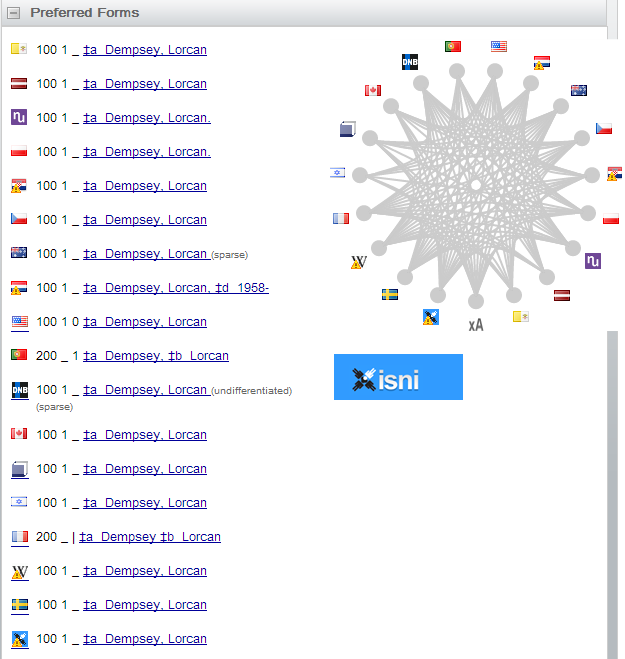 Preferred Forms
100 1 _ ‡a Dempsey, Lorcan
100 1 _ ‡a Dempsey, Lorcan
100 1 _ ‡a Dempsey, Lorcan.
100 1 _ ‡a Dempsey, Lorcan.
100 1 _ ‡a Dempsey, Lorcan
100 1 _ ‡a Dempsey, Lorcan
100 1 _ ‡a Dempsey, Lorcan (sparse)
100 1 _ ‡a Dempsey, Lorcan, ‡d 1958-
100 1 0 ‡a Dempsey, Lorcan
200 _ 1 ‡a Dempsey, ‡b Lorcan
DNB 100 1 _ ‡a Dempsey, Lorcan (undifferentiated)
(sparse)
100 1 _ ‡a Dempsey, Lorcan
100 1 _ ‡a Dempsey, Lorcan
100 1 _ ‡a Dempsey, Lorcan
200 _ | ‡a Dempsey ‡b Lorcan
W 100 1 _ ‡a Dempsey, Lorcan
100 1 _ ‡a Dempsey, Lorcan
100 1 _ ‡a Dempsey, Lorcan
DNB
W
xA
isni